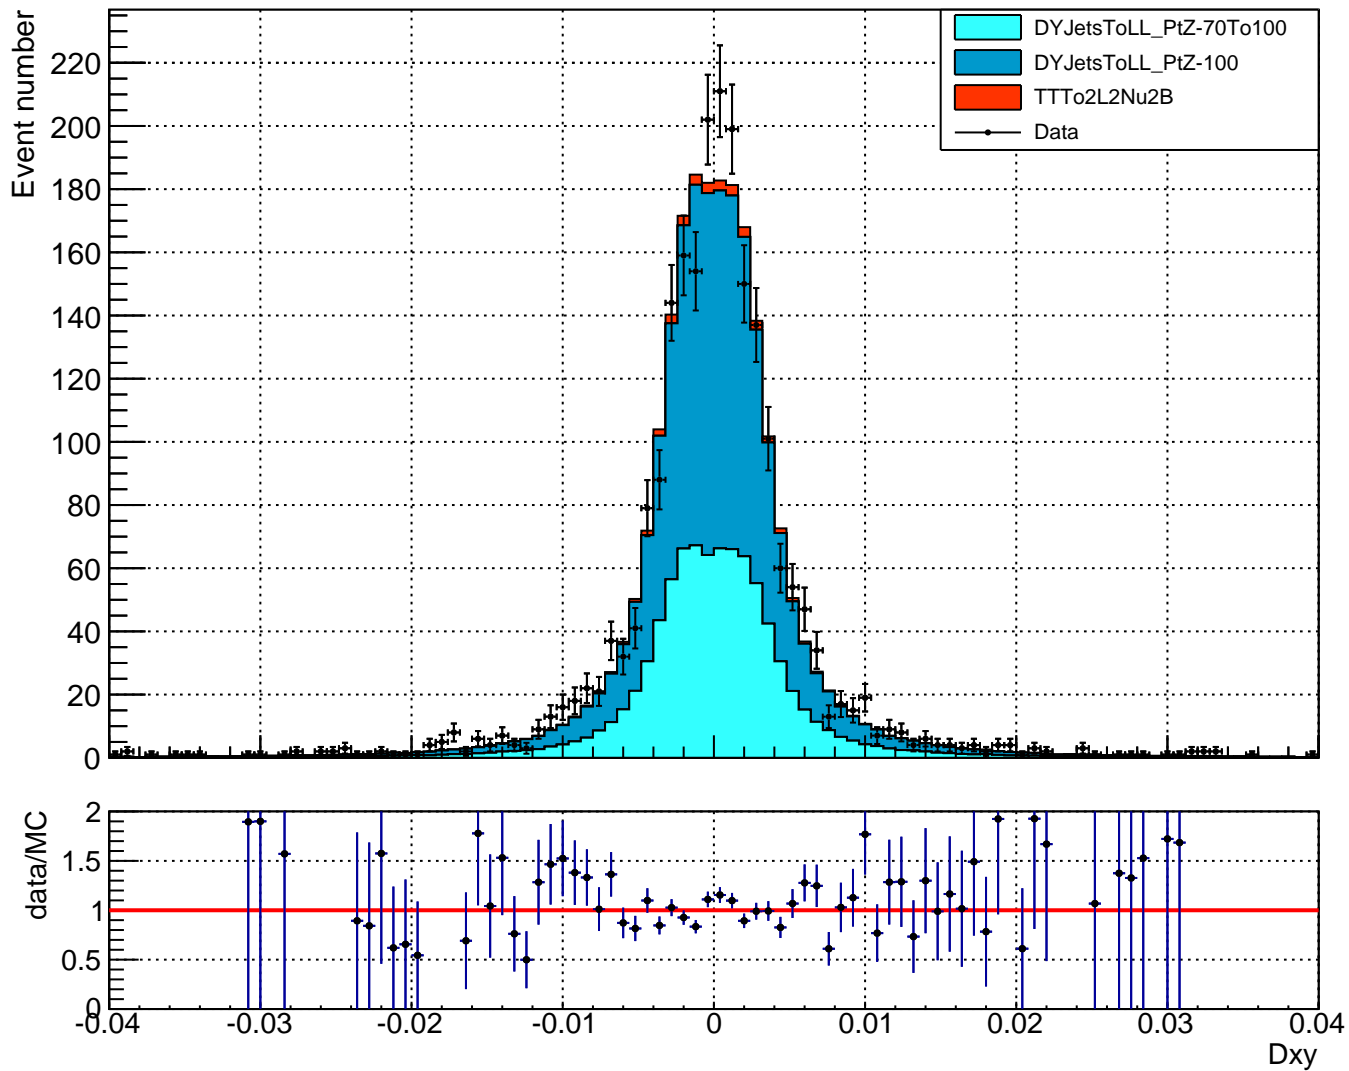 Event number
220
200
180
160
140
120
100
80
60
40
20
0
DYJetsToLL_PtZ-70To100
DYJetsToLL_PtZ-100
TTTo2L2Nu2B
Data
data/MC
2
1.5
1
0.5
0
-0.04 -0.03 -0.02 -0.01 0 0.01 0.02 0.03 0.04
Dxy